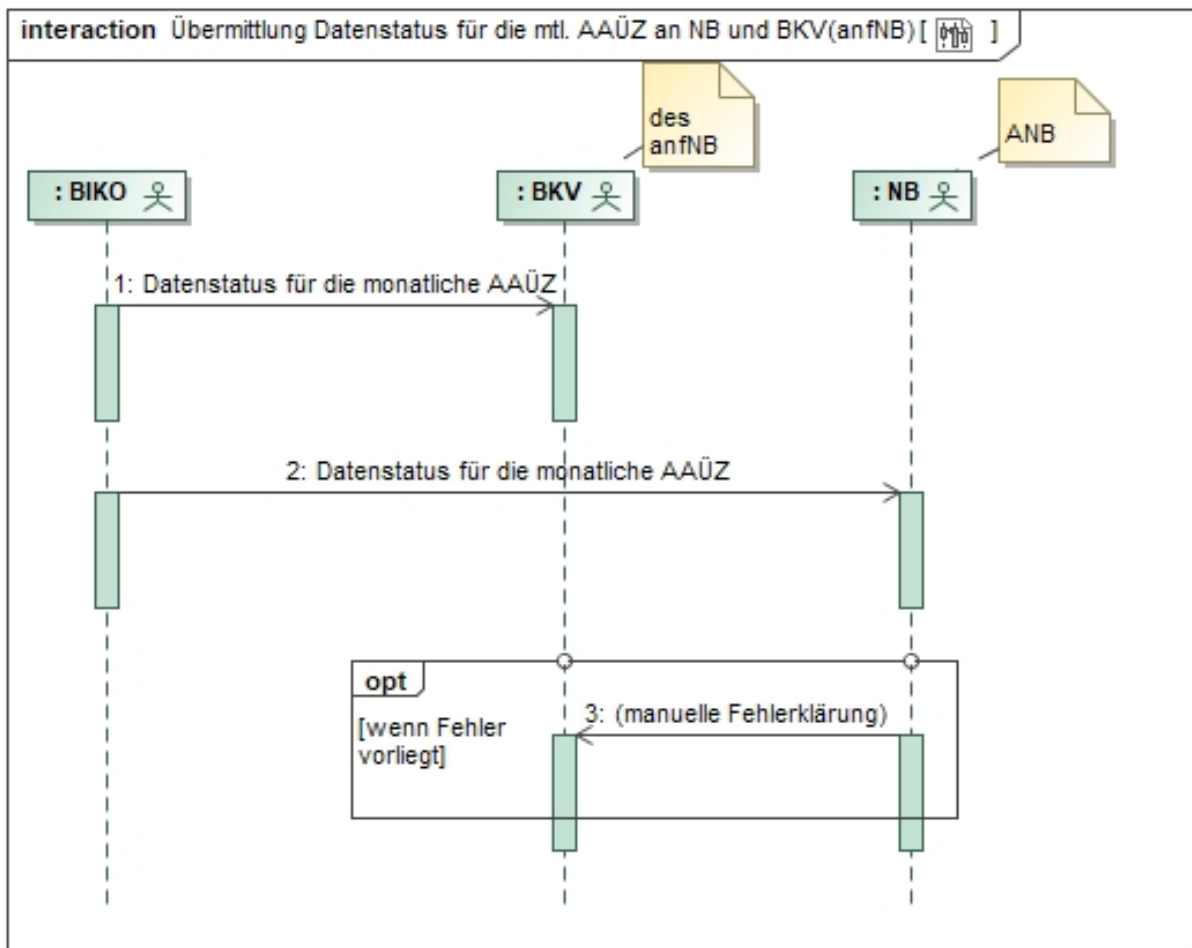 interaction Übermittlung Datenstatus für die mtl. AAÜZ an NB und BKV(anfNB)[ ]
des
anfNB
ANB
: BIKO
: BKV
: NB
1: Datenstatus für die monatliche AAÜZ
2: Datenstatus für die monatliche AAÜZ
opt
[wenn Fehler
vorliegt]
3: (manuelle Fehlerklärung)